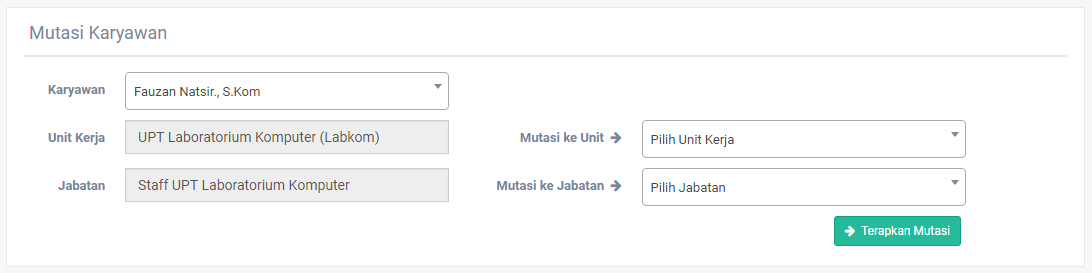 Mutasi Karyawan
Karyawan Fauzan Natsir., S.Kom
Unit Kerja UPT Laboratorium Komputer (Labkom) Mutasi ke Unit Pilih Unit Kerja
Jabatan Staff UPT Laboratorium Komputer Mutasi ke Jabatan Pilih Jabatan
Terapkan Mutasi